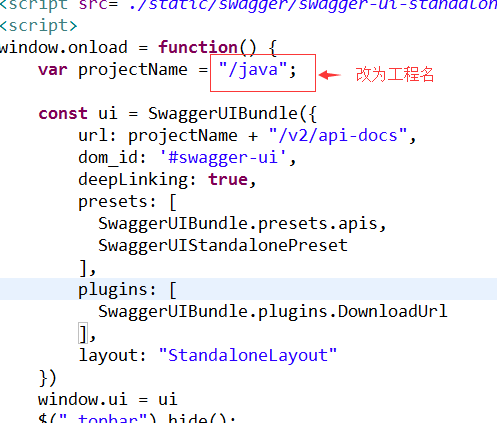 <script src= ./static/swagger/swagger-ui-standalon
<script>
window.onload = function() {
var projectName = "/java"; 改为工程名
const ui = SwaggerUIBundle({
url: projectName + "/v2/api-docs",
dom_id: '#swagger-ui',
deepLinking: true,
presets: [
SwaggerUIBundle.presets.apis,
SwaggerUIStandalonePreset
],
plugins: [
SwaggerUIBundle.plugins.DownloadUrl
],
layout: "StandaloneLayout"
})
window.ui = ui
$(".topbar").hide();